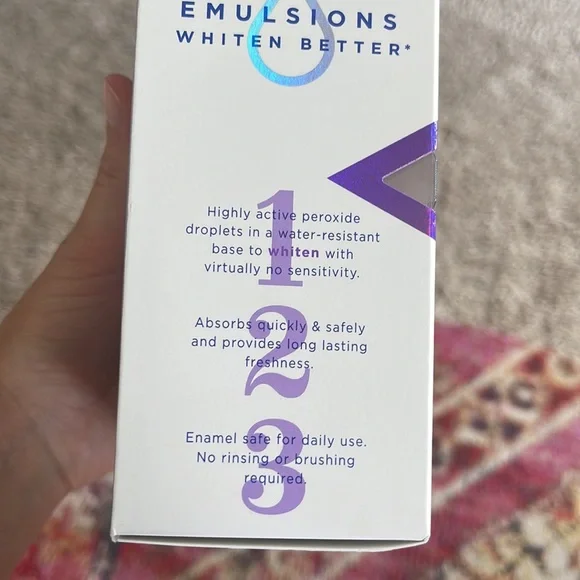 EMULSIONS
WHITEN BETTER*
1
Highly active peroxide
droplets in a water-resistant
base to whiten with
virtually no sensitivity.
2
Absorbs quickly & safely
and provides long lasting
freshness.
3
Enamel safe for daily use.
No rinsing or brushing
required.